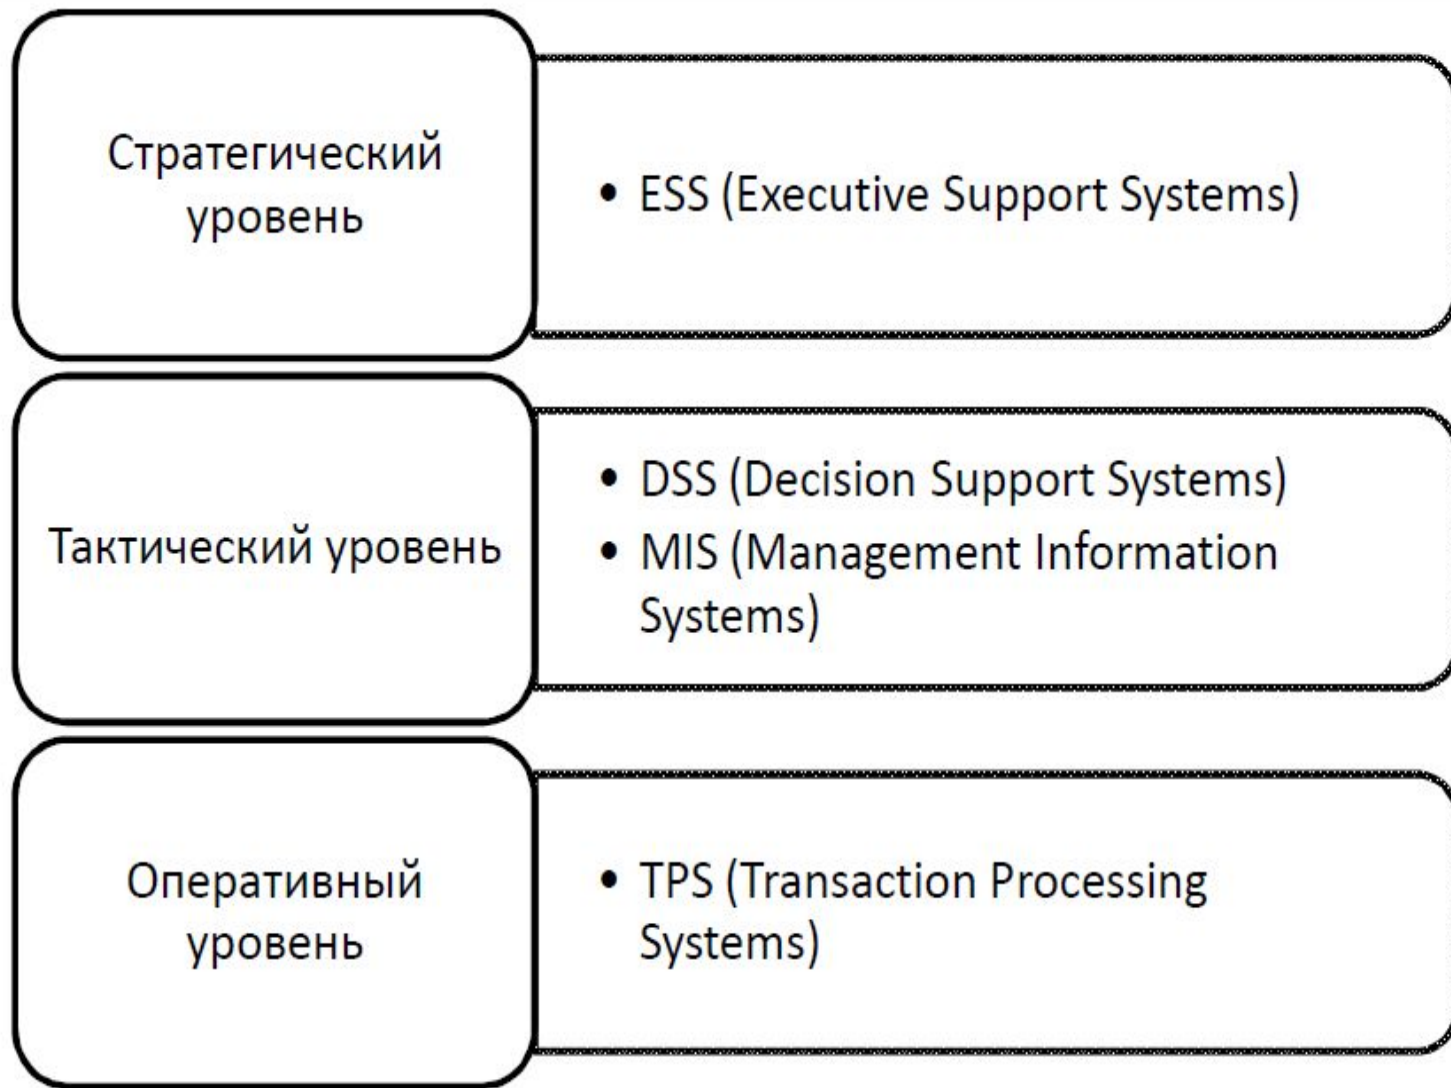 Стратегический
уровень
• ESS (Executive Support Systems)
Тактический уровень
• DSS (Decision Support Systems)
• MIS (Management Information
Systems)
Оперативный
уровень
• TPS (Transaction Processing
Systems)